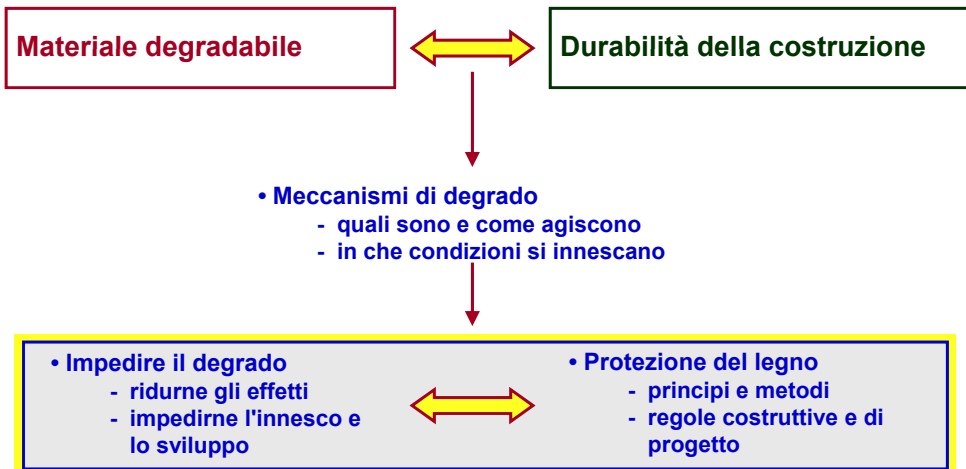 Materiale degradabile
Durabilità della costruzione
• Meccanismi di degrado
- quali sono e come agiscono
- in che condizioni si innescano
• Impedire il degrado
- ridurne gli effetti
- impedirne l'innesco e
lo sviluppo
• Protezione del legno
- principi e metodi
- regole costruttive e di
progetto